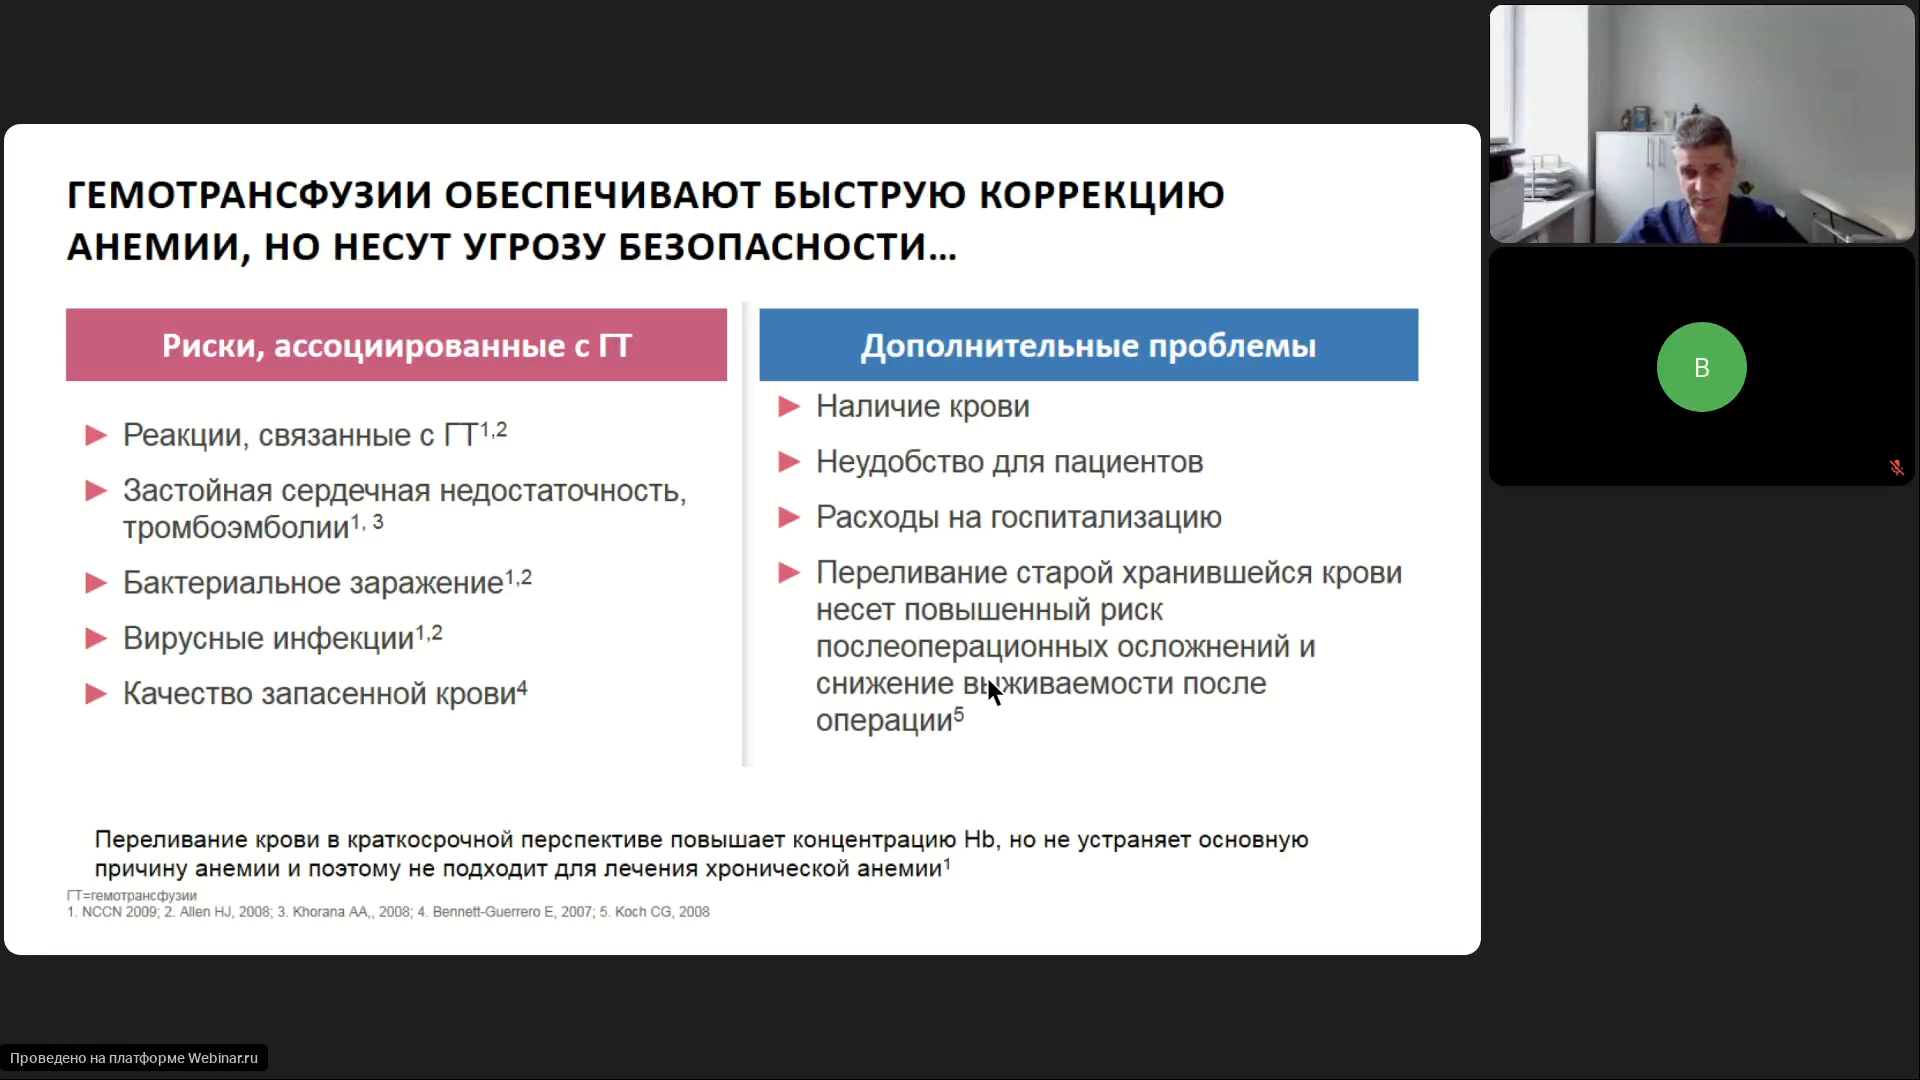 ГЕМОТРАНСФУЗИИ ОБЕСПЕЧИВАЮТ БЫСТРУЮ КОРРЕКЦИЮ
АНЕМИИ, НО НЕСУТ УГРОЗУ БЕЗОПАСНОСТИ...
Риски, ассоциированные с ГТ
Реакции, связанные с ГТ1,2
Застойная сердечная недостаточность,
тромбоэмболии1, 3
Бактериальное заражение1,2
Вирусные инфекции1,2
Качество запасенной крови4
Дополнительные проблемы
Наличие крови
Неудобство для пациентов
Расходы на госпитализацию
Переливание старой хранившейся крови
несет повышенный риск
послеоперационных осложнений и
снижение выживаемости после
операции5
Переливание крови в краткосрочной перспективе повышает концентрацию Hb, но не устраняет основную
причину анемии и поэтому не подходит для лечения хронической анемии1
ГТ=гемотрансфузии
1. NCCN 2009; 2. Allen HJ, 2008; 3. Khorana AA,, 2008; 4. Bennett-Guerrero E, 2007; 5. Koch CG, 2008
В
Проведено на платформе Webinar.ru